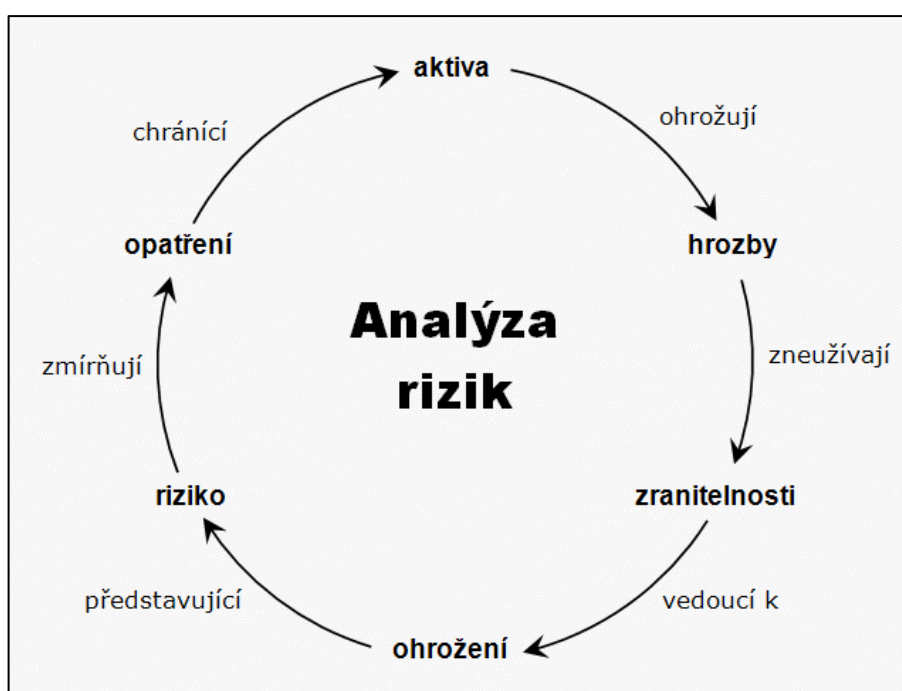 aktiva
ohrožují
hrozby
zneužívají
zranitelnosti
vedoucí k
ohrožení
představující
riziko
zmírňují
opatření
chránící
Analýza
rizik